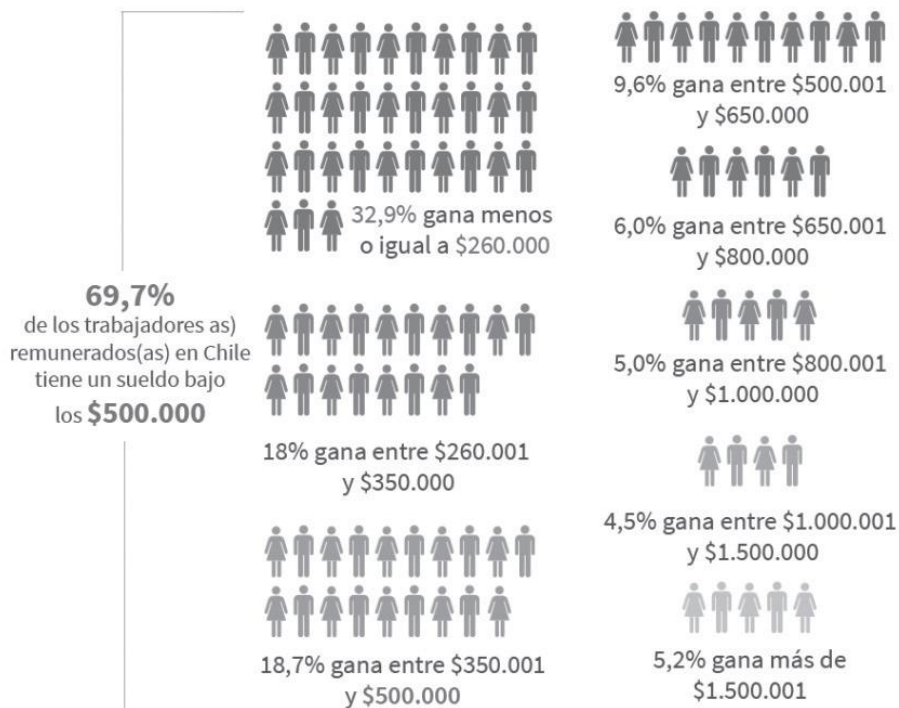 69,7%
de los trabajadores as)
remunerados(as) en Chile
tiene un sueldo bajo
los $500.000
32,9% gana menos
o igual a $260.000
18% gana entre $260.001
y $350.000
18,7% gana entre $350.001
y $500.000
9,6% gana entre $500.001
y $650.000
6,0% gana entre $650.001
y $800.000
5,0% gana entre $800.001
y $1.000.000
4,5% gana entre $1.000.001
y $1.500.000
5,2% gana más de
$1.500.001